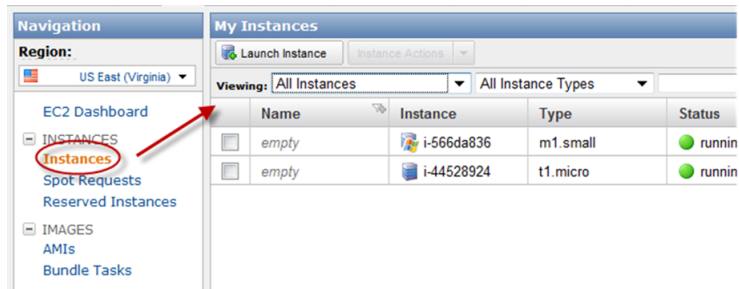 Navigation
Region:
US East (Virginia)
EC2 Dashboard
INSTANCES
Instances
Spot Requests
Reserved Instances
IMAGES
AMIs
Bundle Tasks
My Instances
Launch Instance Instance Actions
Viewing: All Instances All Instance Types
Name Instance Type Status
empty i-566da836 m1.small runnin
empty i-44528924 t1.micro runnin